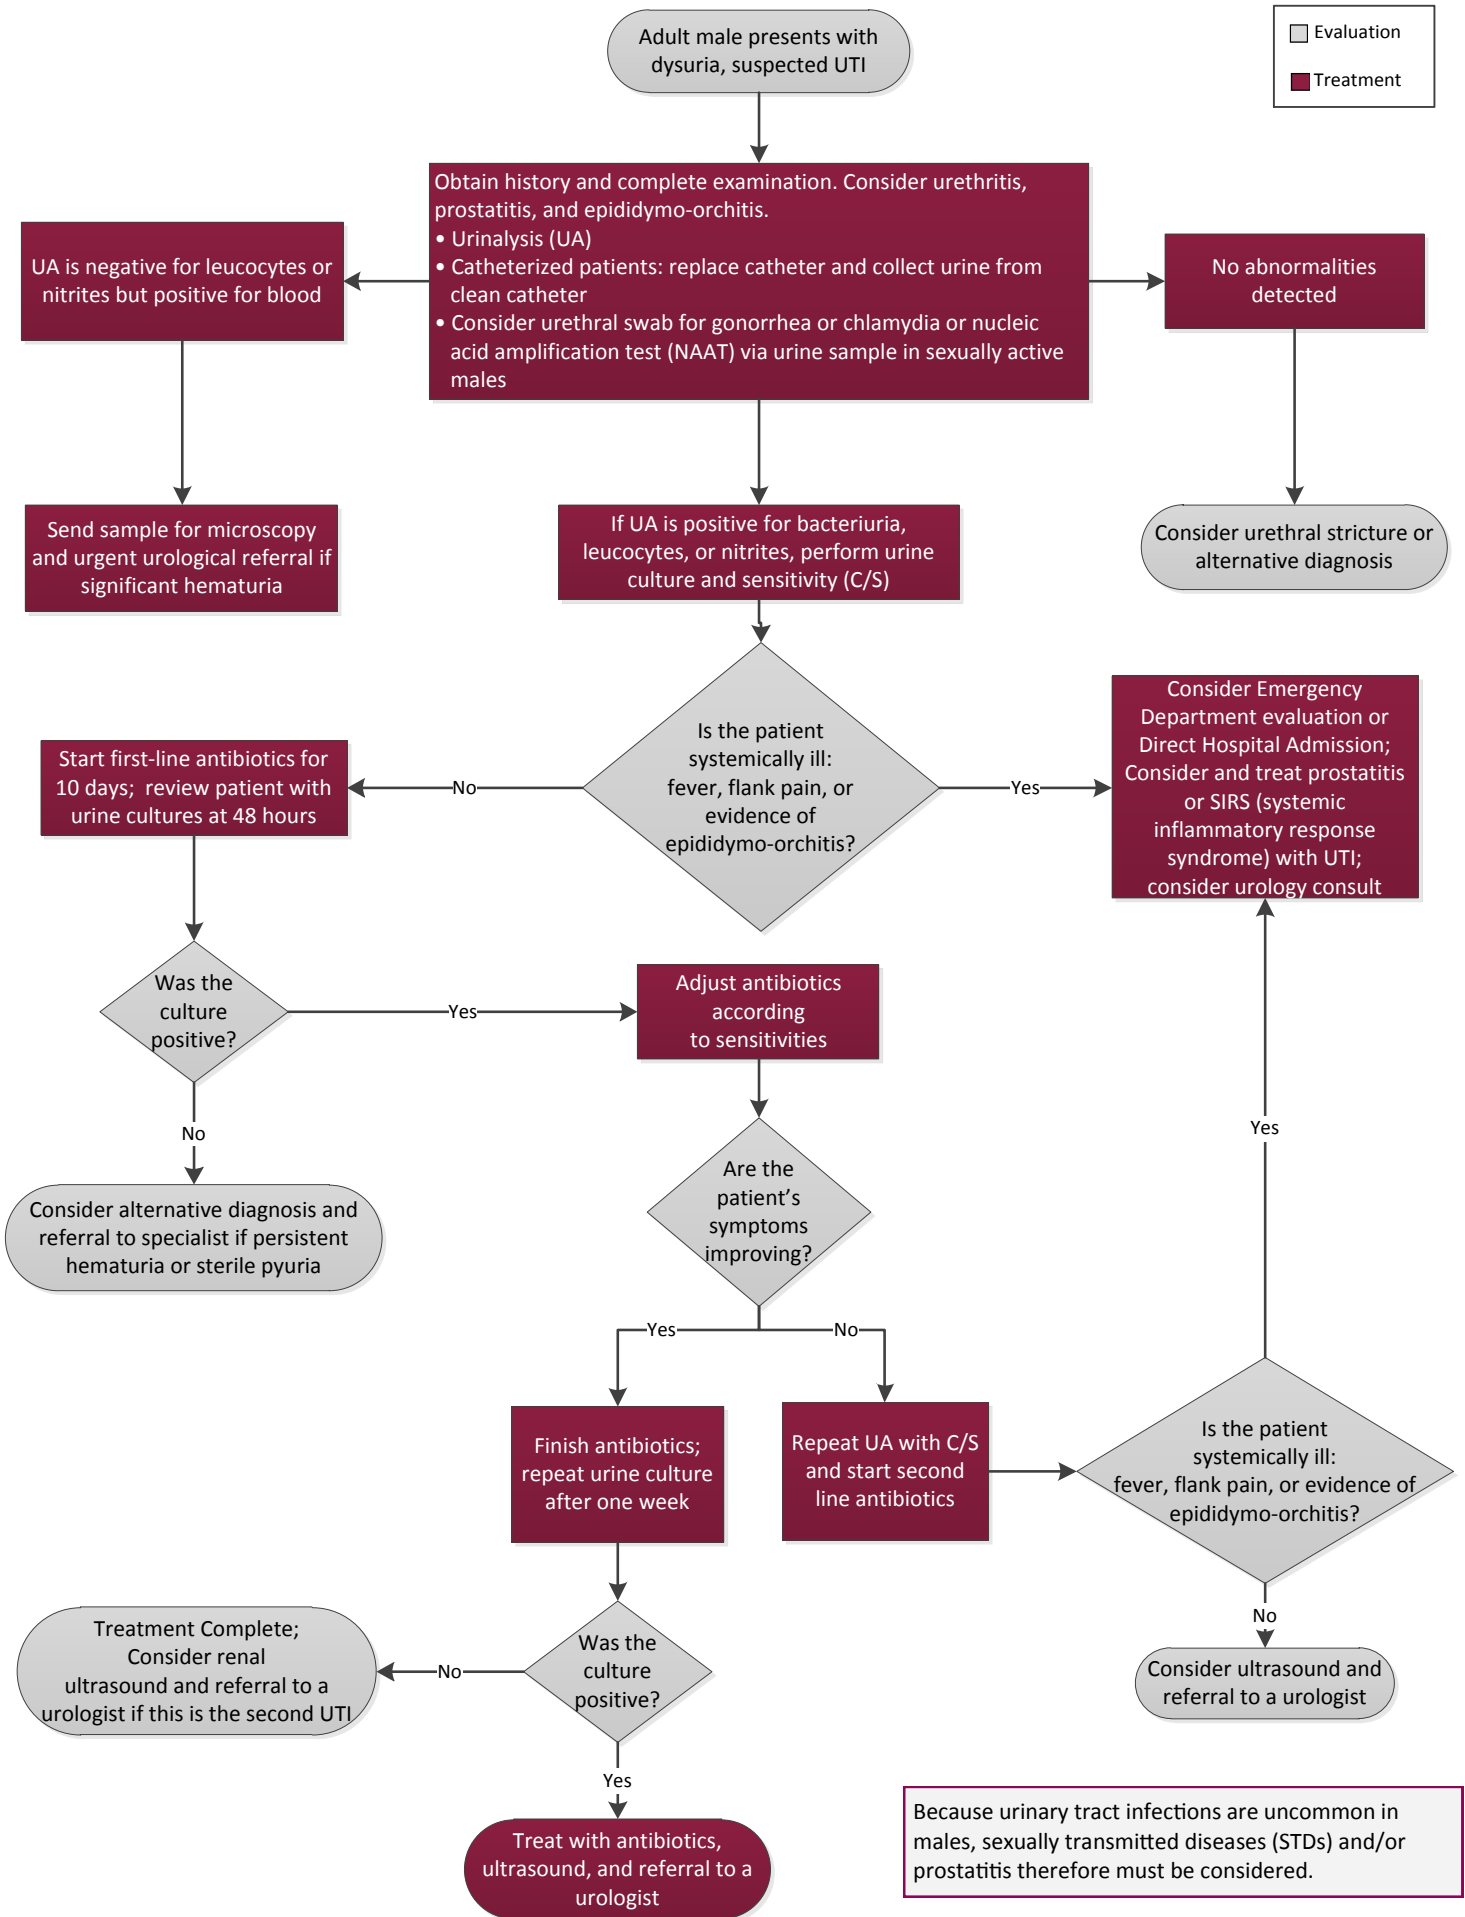 Adult male presents with
dysuria, suspected UTI
Evaluation
Treatment
Obtain history and complete examination. Consider urethritis,
prostatitis, and epididymo-orchitis.
• Urinalysis (UA)
• Catheterized patients: replace catheter and collect urine from
clean catheter
• Consider urethral swab for gonorrhea or chlamydia or nucleic
acid amplification test (NAAT) via urine sample in sexually active
males
UA is negative for leucocytes or
nitrites but positive for blood
No abnormalities
detected
Send sample for microscopy
and urgent urological referral if
significant hematuria
If UA is positive for bacteriuria,
leucocytes, or nitrites, perform urine
culture and sensitivity (C/S)
Consider urethral stricture or
alternative diagnosis
Is the patient
systemically ill:
fever, flank pain, or
evidence of
epididymo-orchitis?
No
Yes
Start first-line antibiotics for
10 days;  review patient with
urine cultures at 48 hours
Consider Emergency
Department evaluation or
Direct Hospital Admission;
Consider and treat prostatitis
or SIRS (systemic
inflammatory response
syndrome) with UTI;
consider urology consult
Was the
culture
positive?
Yes
Adjust antibiotics
according
to sensitivities
No
Consider alternative diagnosis and
referral to specialist if persistent
hematuria or sterile pyuria
Are the
patient's
symptoms
improving?
Yes
No
Yes
Finish antibiotics;
repeat urine culture
after one week
Repeat UA with C/S
and start second
line antibiotics
Is the patient
systemically ill:
fever, flank pain, or evidence of
epididymo-orchitis?
No
Consider ultrasound and
referral to a urologist
Was the
culture
positive?
No
Treatment Complete;
Consider renal
ultrasound and referral to a
urologist if this is the second UTI
Yes
Treat with antibiotics,
ultrasound, and referral to a
urologist
Because urinary tract infections are uncommon in
males, sexually transmitted diseases (STDs) and/or
prostatitis therefore must be considered.